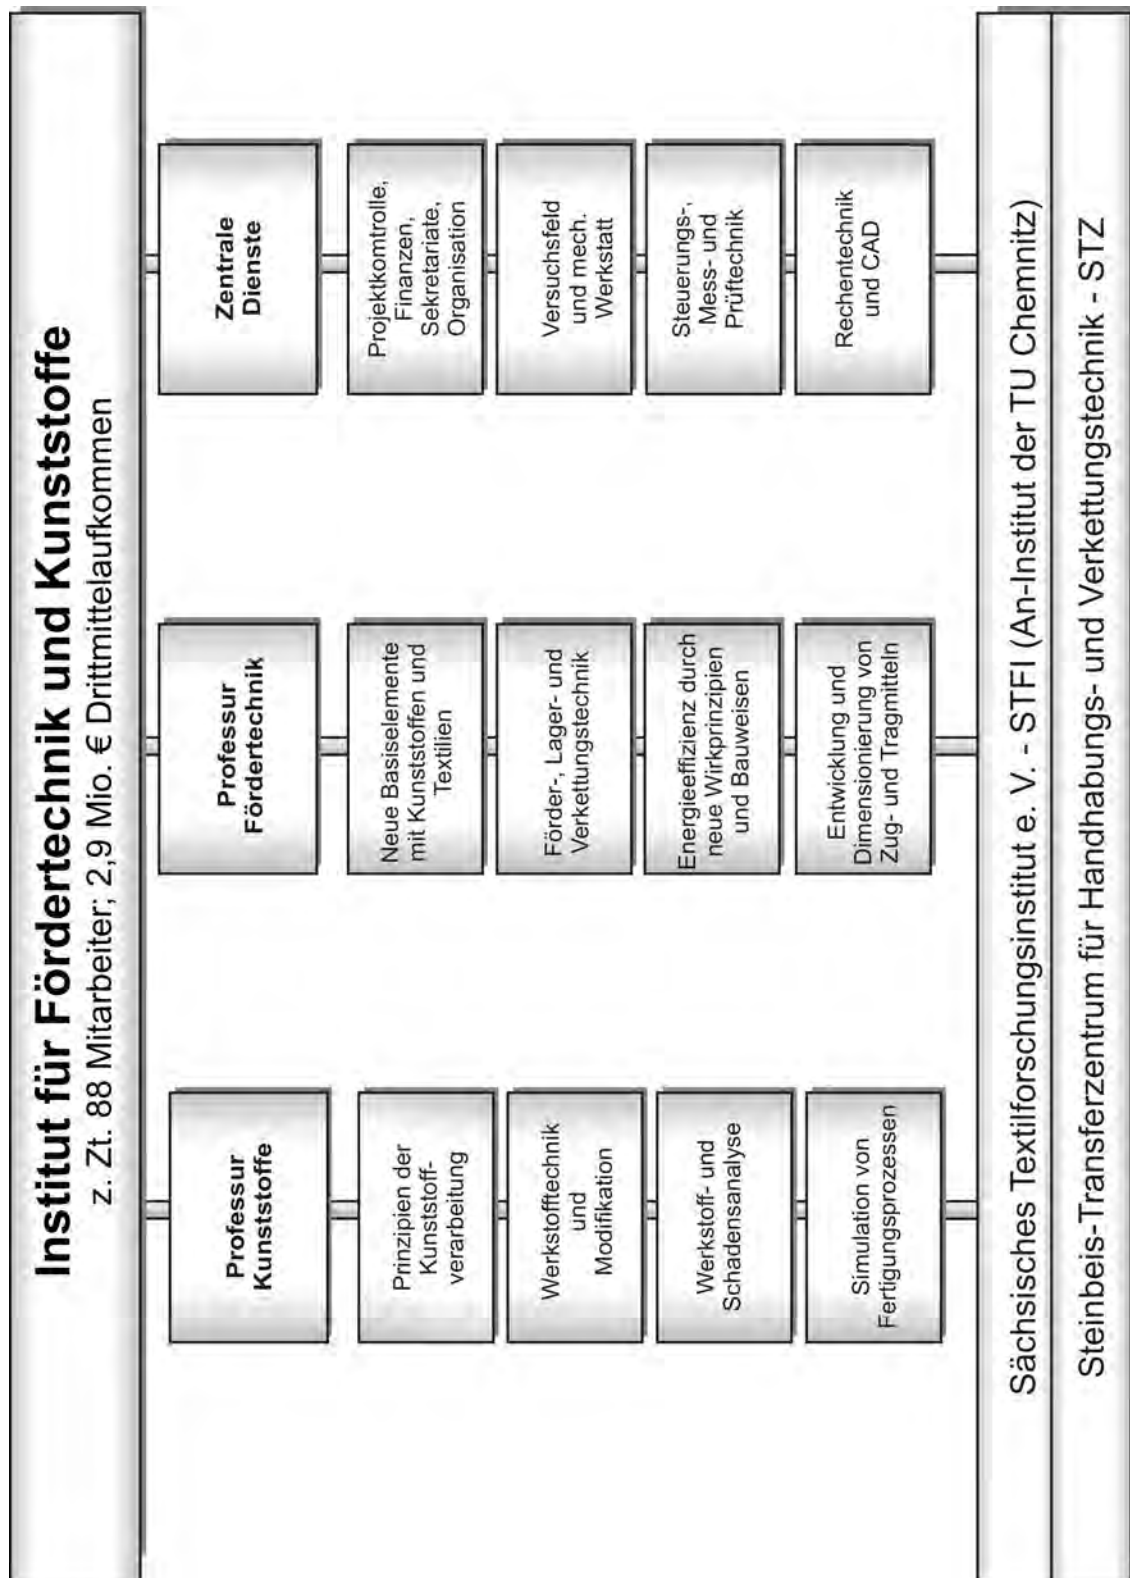 Institut für Fördertechnik und Kunststoffe
z. Zt. 88 Mitarbeiter; 2,9 Mio. € Drittmittelaufkommen
Professur
Kunststoffe
Prinzipien der
Kunststoff-
verarbeitung
Werkstofftechnik
und
Modifikation
Werkstoff- und
Schadensanalyse
Simulation von
Fertigungsprozessen
Professur
Fördertechnik
Neue Basiselemente
mit Kunststoffen und
Textilien
Förder-, Lager- und
Verkettungstechnik
Energieeffizienz durch
neue Wirkprinzipien
und Bauweisen
Entwicklung und
Dimensionierung von
Zug- und Tragmitteln
Zentrale
Dienste
Projektkomtrolle,
Finanzen,
Sekretariate,
Organisation
Versuchsfeld
und mech.
Werkstatt
Steuerungs-,
Mess- und
Prüftechnik
Rechentechnik
und CAD
Sächsisches Textilforschungsinstitut e. V. - STFI (An-Institut der TU Chemnitz)
Steinbeis-Transferzentrum für Handhabungs- und Verkettungstechnik - STZ